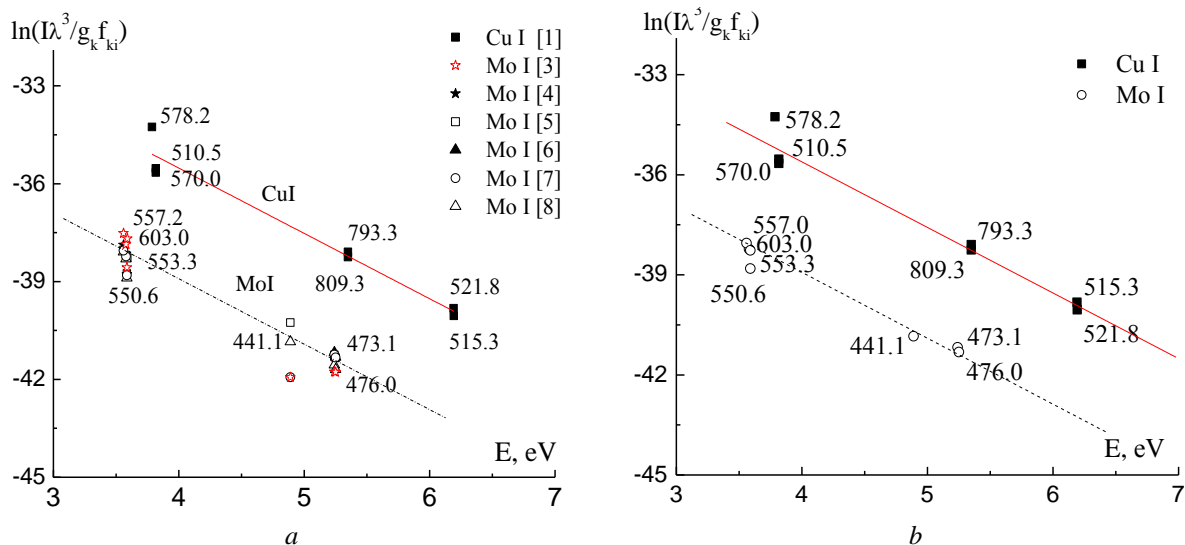 ln(Iλ³/gₖfₖᵢ)
Cu I [1]
Mo I [3]
Mo I [4]
Mo I [5]
Mo I [6]
Mo I [7]
Mo I [8]
-33
-36
-39
-42
-45
578.2
510.5
570.0
CuI
557.2
603.0
553.3
550.6
MoI
793.3
809.3
521.8
515.3
441.1
473.1
476.0
E, eV
3 4 5 6 7
a
ln(Iλ³/gₖfₖᵢ)
Cu I
Mo I
-33
-36
-39
-42
-45
578.2
510.5
570.0
557.0
603.0
553.3
550.6
793.3
809.3
515.3
521.8
441.1
473.1
476.0
E, eV
3 4 5 6 7
b